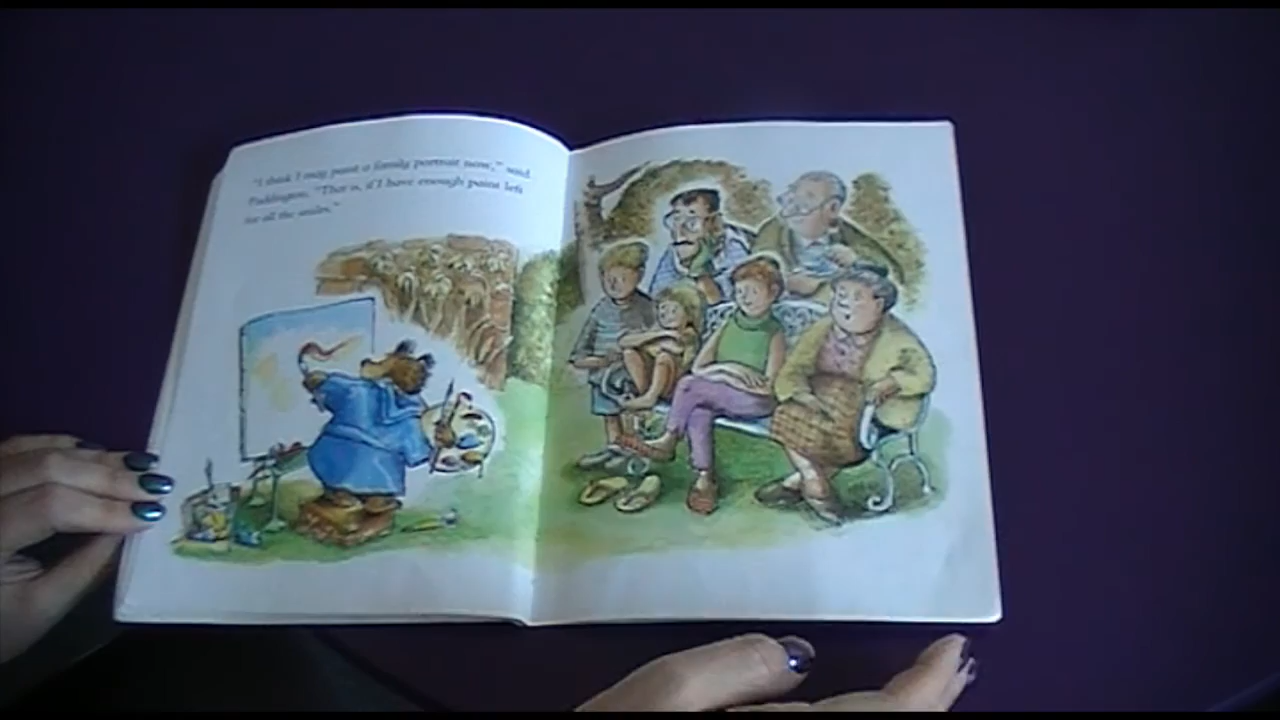 "I think I may paint a family portrait now," said
Paddington. "That is, if I have enough paint left
for all the smiles."